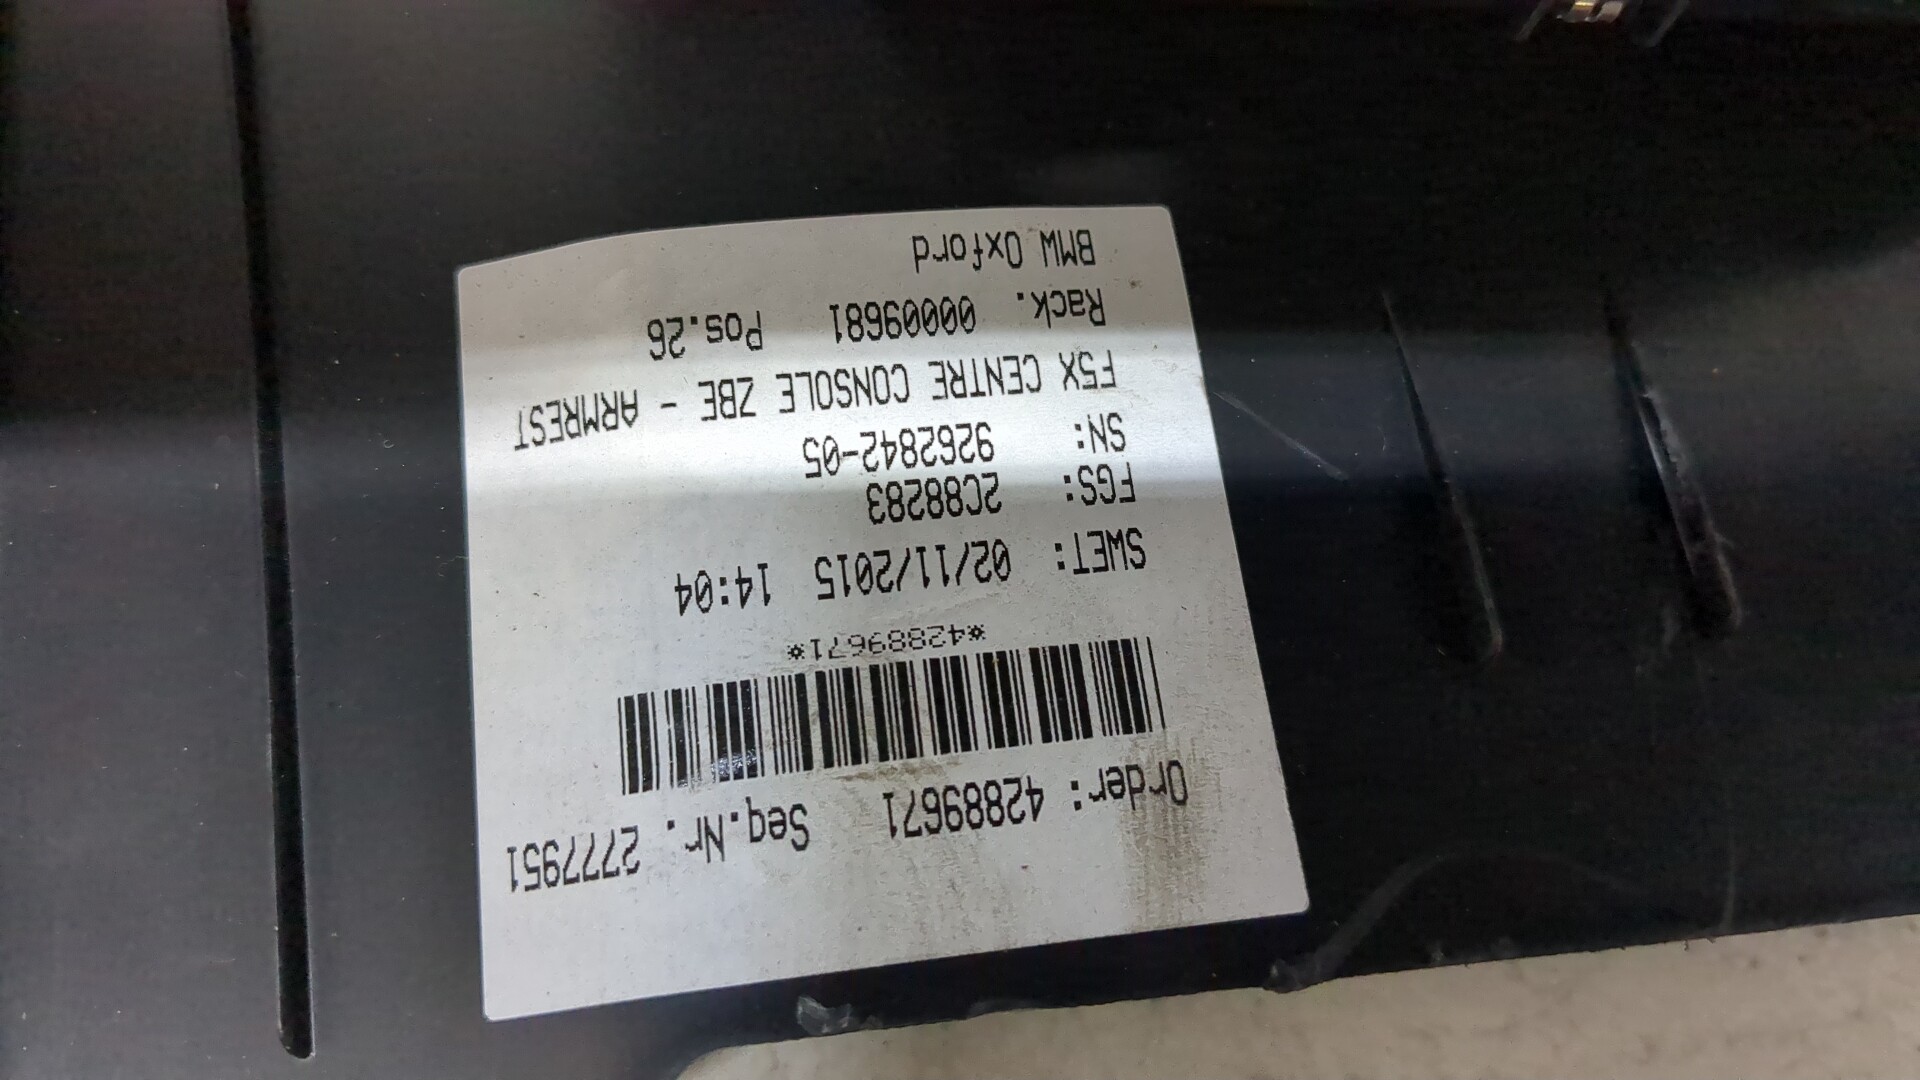 Order: 42889671 Seq.Nr. 2777951
*42889671*
SWET: 02/11/2015 14:04
FGS: 2C88283
SN: 9262842-05
F5X CENTRE CONSOLE ZBE - ARMREST
Rack. 00009681 Pos.26
BMW Oxford